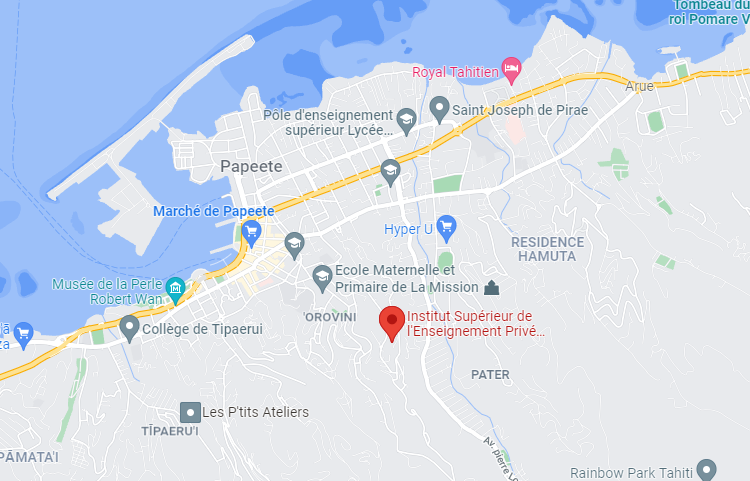 Tombeau du
roi Pomare V
Royal Tahitien
Arue
Pôle d'enseignement
supérieur Lycée...
Saint Joseph de Pirae
Papeete
Marché de Papeete
Hyper U
RESIDENCE
HAMUTA
Musée de la Perle
Robert Wan
Ecole Maternelle et
Primaire de La Mission
'OROVINI
Institut Supérieur de
l'Enseignement Privé...
Collège de Tipaerui
PATER
Les P'tits Ateliers
TĪPAERU'I
PĀMATA'I
Av. pierre Lo
Rainbow Park Tahiti